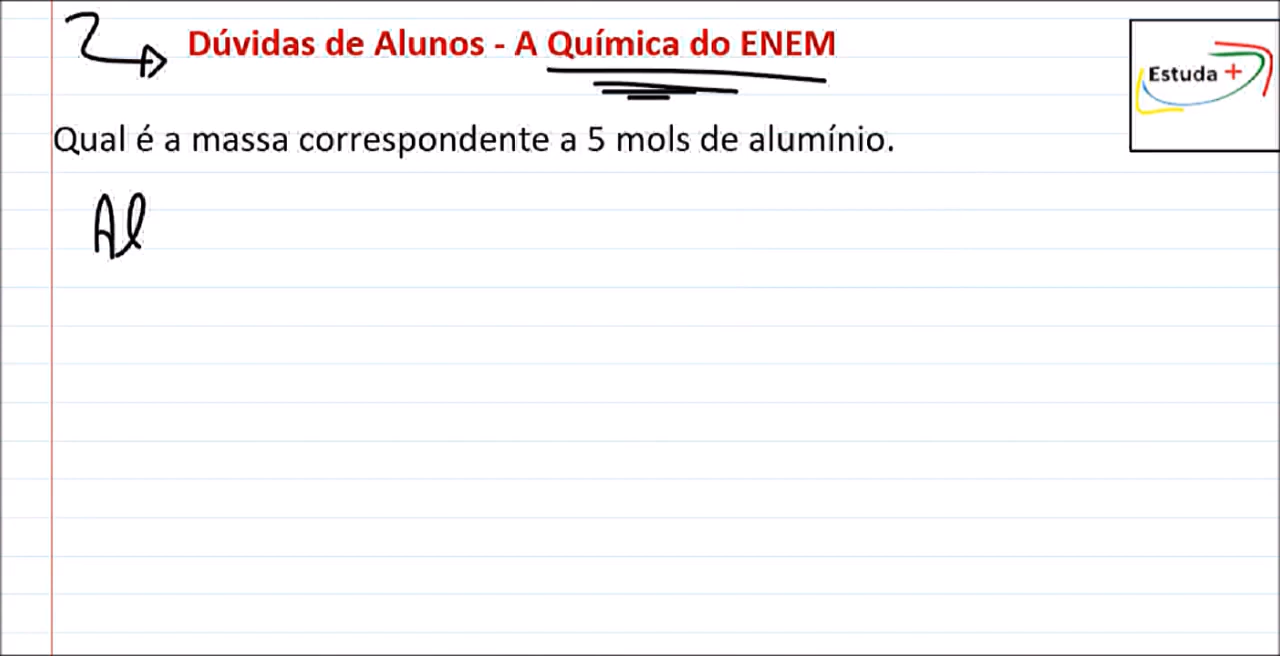 Dúvidas de Alunos - A Química do ENEM
Estuda +
Qual é a massa correspondente a 5 mols de alumínio.
Al